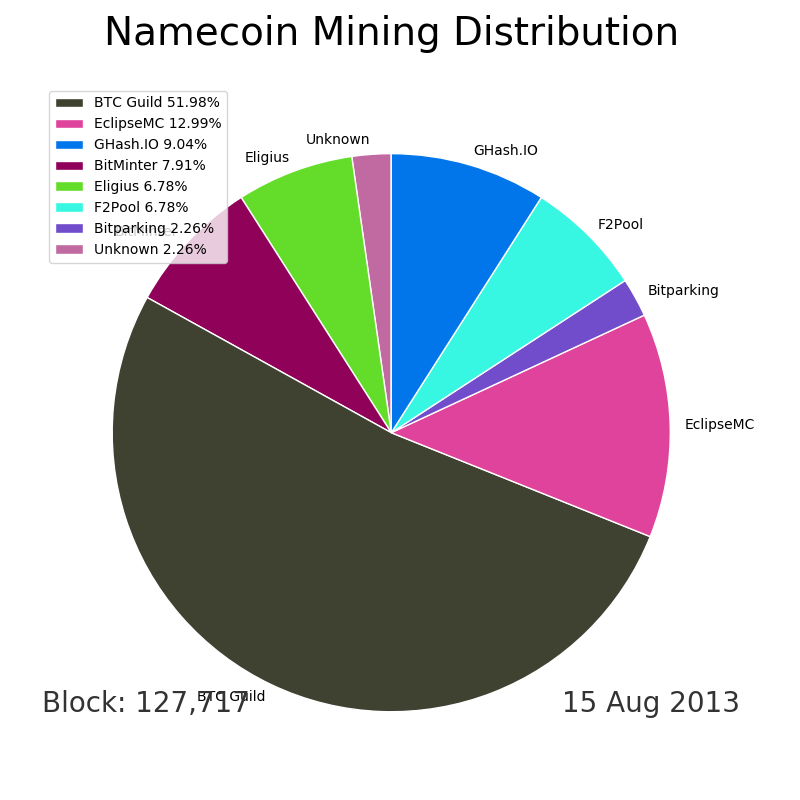 Namecoin Mining Distribution
BTC Guild 51.98%
EclipseMC 12.99%
GHash.IO 9.04%
BitMinter 7.91%
Eligius 6.78%
F2Pool 6.78%
Bitparking 2.26%
Unknown 2.26%
Unknown
Eligius
GHash.IO
F2Pool
Bitparking
EclipseMC
BTC Guild
Block: 127,717
15 Aug 2013